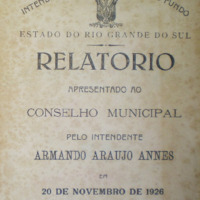 ESTADO DO RIO GRANDE DO SUL
RELATORIO
APRESENTADO AO
CONSELHO MUNICIPAL
PELO INTENDENTE
ARMANDO ARAUJO ANNES
EM
20 DE NOVEMBRO DE 1926